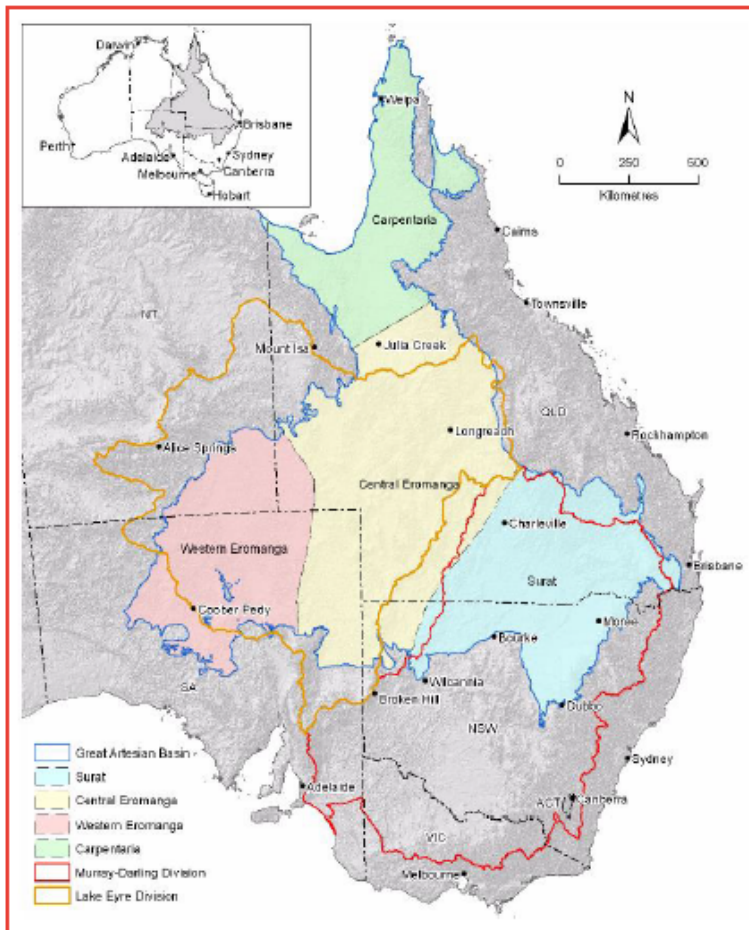 Darwin
Brisbane
Perth
Adelaide
Sydney
Melbourne
Canberra
Hobart
N
0 250 500
Kilometres
Weipa
Carpentaria
Cairns
Townsville
NT
Mount Isa
Julia Creek
QLD
Longreach
Rockhampton
Alice Springs
Central Eromanga
Charleville
Western Eromanga
Brisbane
Surat
Coober Pedy
Moree
Bourke
Wilcannia
SA
Broken Hill
Dubbo
NSW
Sydney
Adelaide
ACT
Canberra
VIC
Melbourne
Great Artesian Basin
Surat
Central Eromanga
Western Eromanga
Carpentaria
Murray-Darling Division
Lake Eyre Division